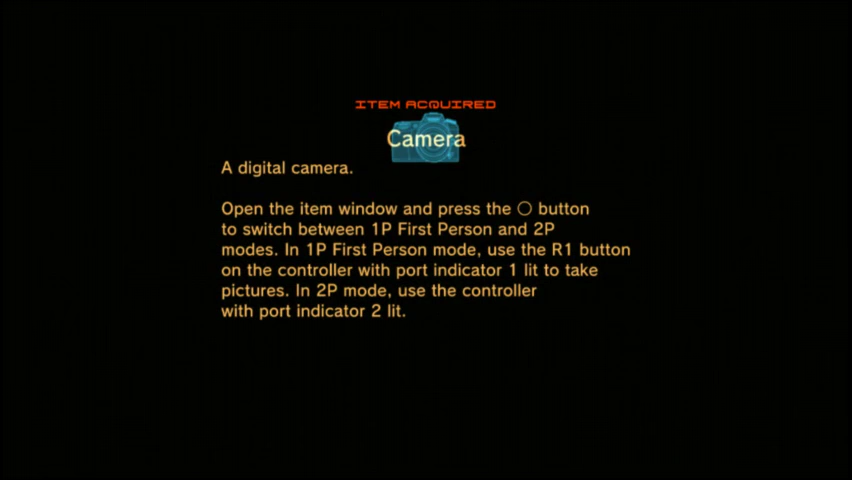 ITEM ACQUIRED
Camera
A digital camera.
Open the item window and press the ○ button
to switch between 1P First Person and 2P
modes. In 1P First Person mode, use the R1 button
on the controller with port indicator 1 lit to take
pictures. In 2P mode, use the controller
with port indicator 2 lit.